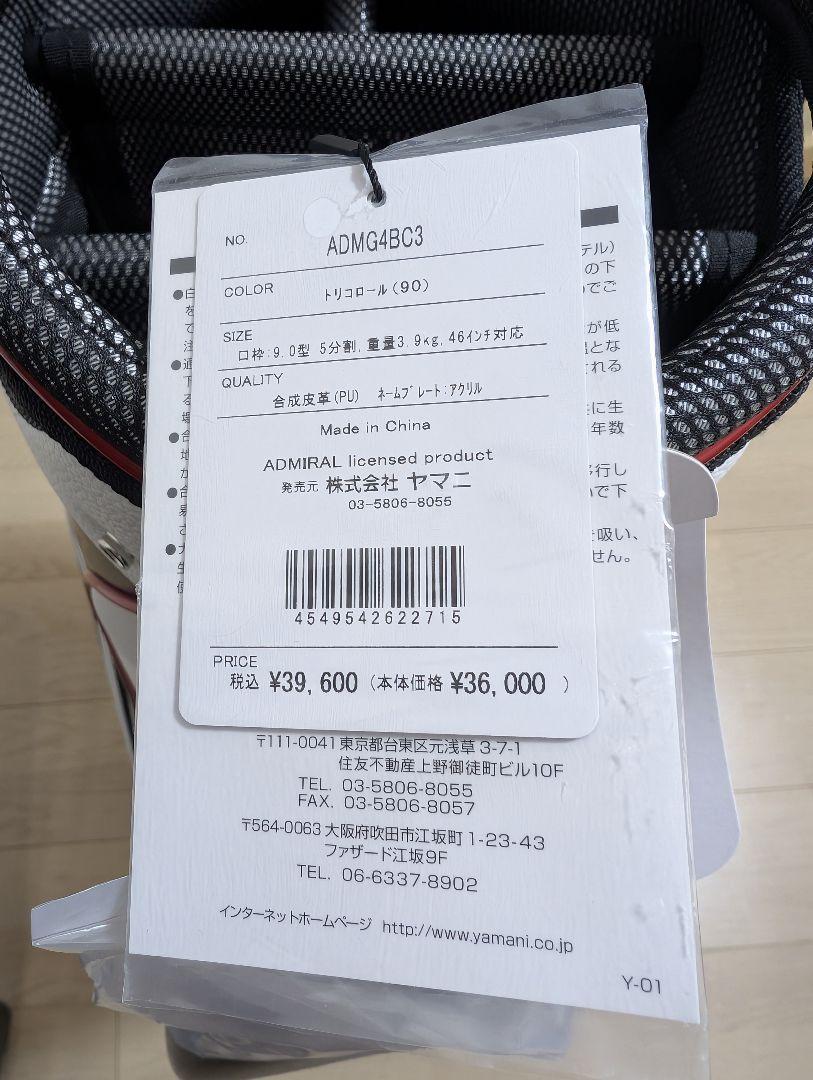 NO.
ADMG4BC3
COLOR
トリコロール(90)
SIZE
口枠:9.0型 5分割,重量3.9kg,46インチ対応
QUALITY
合成皮革(PU) ネームプレート:アクリル
Made in China
ADMIRAL licensed product
発売元 株式会社 ヤマニ
03-5806-8055
4549542622715
PRICE
税込 ¥39,600 (本体価格 ¥36,000 )
〒111-0041 東京都台東区元浅草 3-7-1
住友不動産上野御徒町ビル10F
TEL. 03-5806-8055
FAX. 03-5806-8057
〒564-0063 大阪府吹田市江坂町 1-23-43
ファザード江坂9F
TEL. 06-6337-8902
インターネットホームページ http://www.yamani.co.jp
Y-01